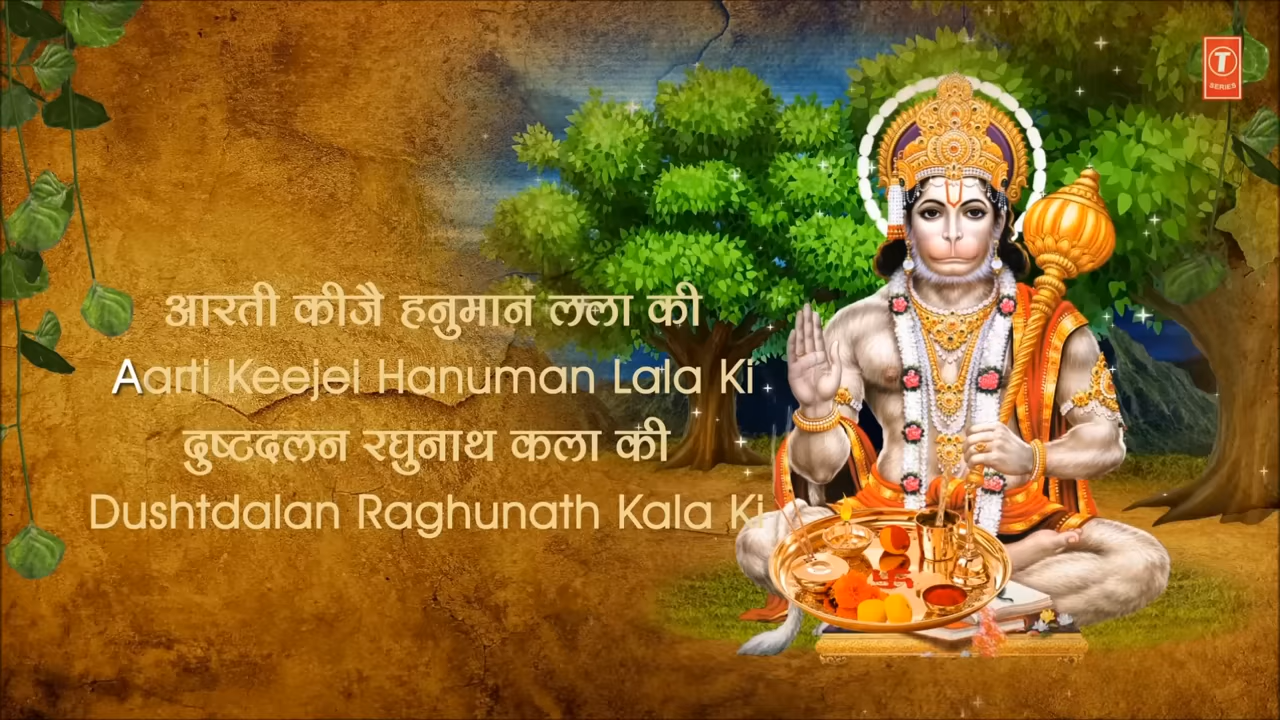 T
SERIES
आरती कीजै हनुमान लला की
Aarti Keejei Hanuman Lala Ki
दुष्टदलन रघुनाथ कला की
Dushtdalan Raghunath Kala Ki